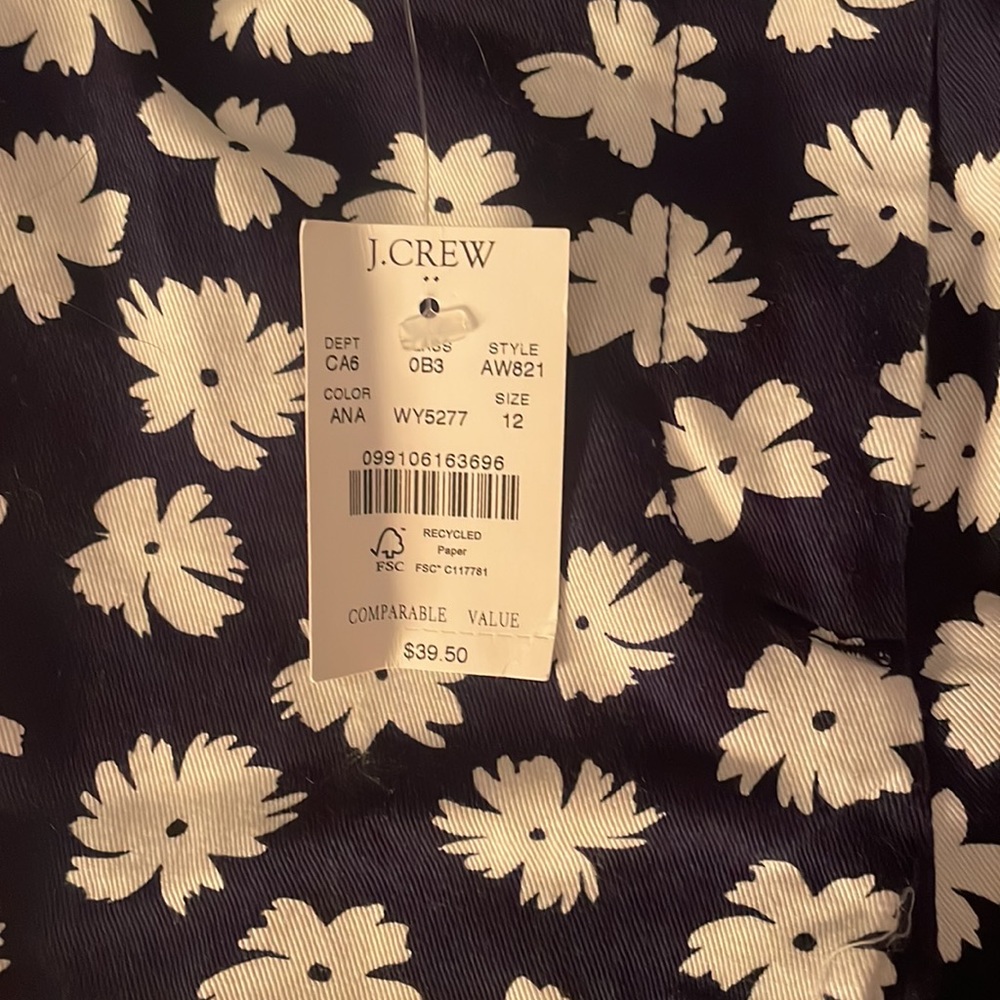 J.CREW
DEPT STYLE
CA6 0B3 AW821
COLOR SIZE
ANA WY5277 12
099106163696
RECYCLED
Paper
FSC FSC® C117781
COMPARABLE VALUE
$39.50